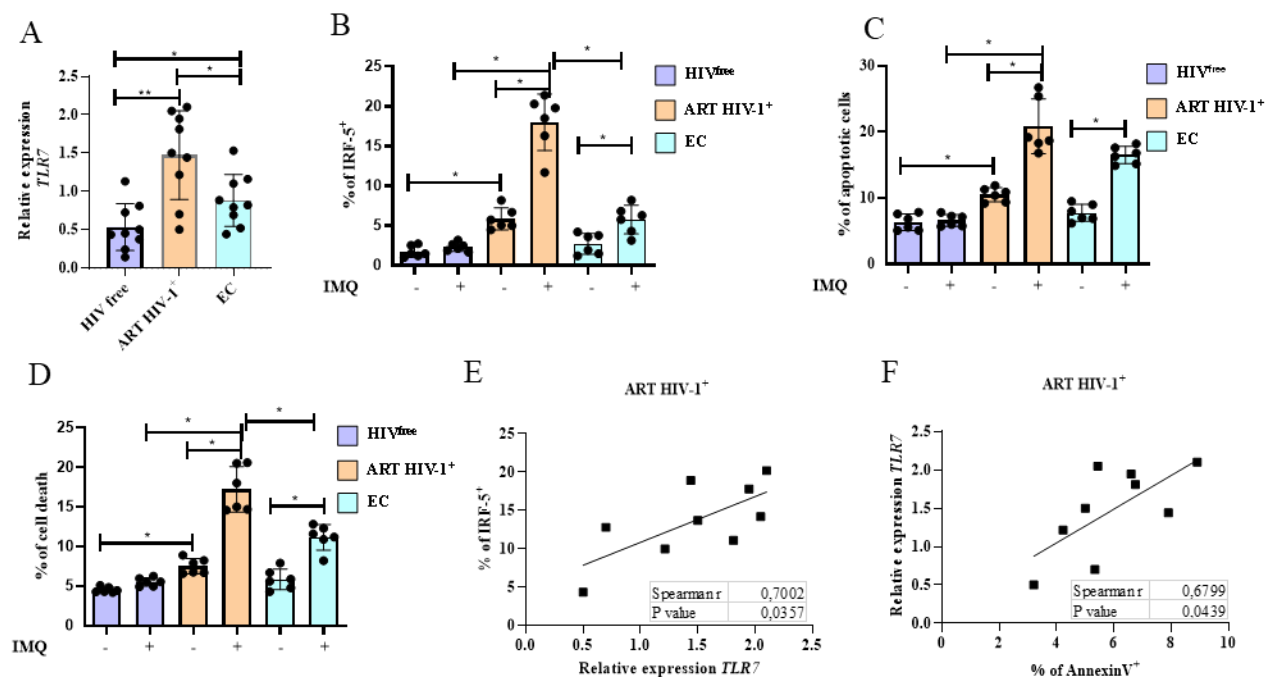 A
Relative expression
TLR7
2.5
2.0
1.5
1.0
0.5
0.0
*
*
**
HIV free
ART HIV-1+
EC
B
% of IRF-5+
25
20
15
10
5
0
*
*
*
*
*
HIVfree
ART HIV-1+
EC
IMQ - + - + - +
C
% of apoptotic cells
30
20
10
0
*
*
*
*
HIVfree
ART HIV-1+
EC
IMQ - + - + - +
D
% of cell death
25
20
15
10
5
0
*
*
*
*
*
HIVfree
ART HIV-1+
EC
IMQ - + - + - +
E
ART HIV-1+
% of IRF-5+
25
20
15
10
5
0
Spearman r 0,7002
P value 0,0357
0.0 0.5 1.0 1.5 2.0 2.5
Relative expression TLR7
F
ART HIV-1+
Relative expression TLR7
2.5
2.0
1.5
1.0
0.5
0.0
Spearman r 0,6799
P value 0,0439
0 2 4 6 8 10
% of AnnexinV+